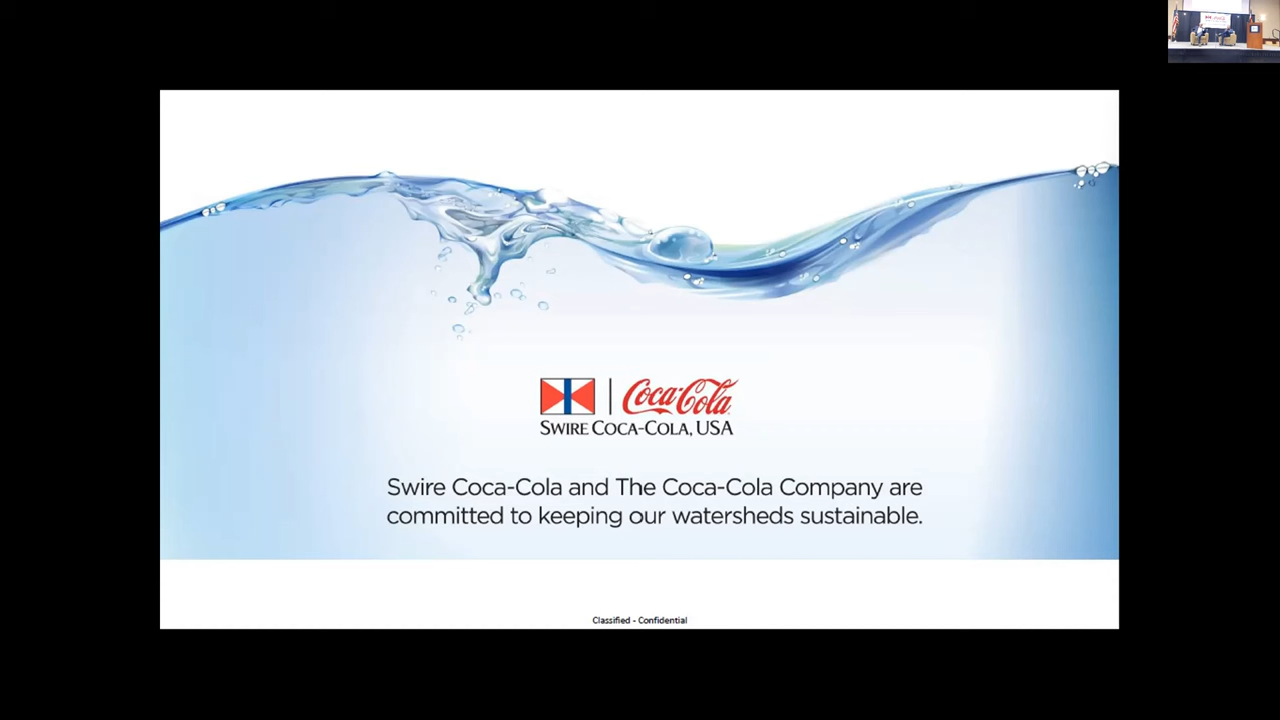 Coca-Cola
SWIRE COCA-COLA, USA
Swire Coca-Cola and The Coca-Cola Company are
committed to keeping our watersheds sustainable.
Classified - Confidential